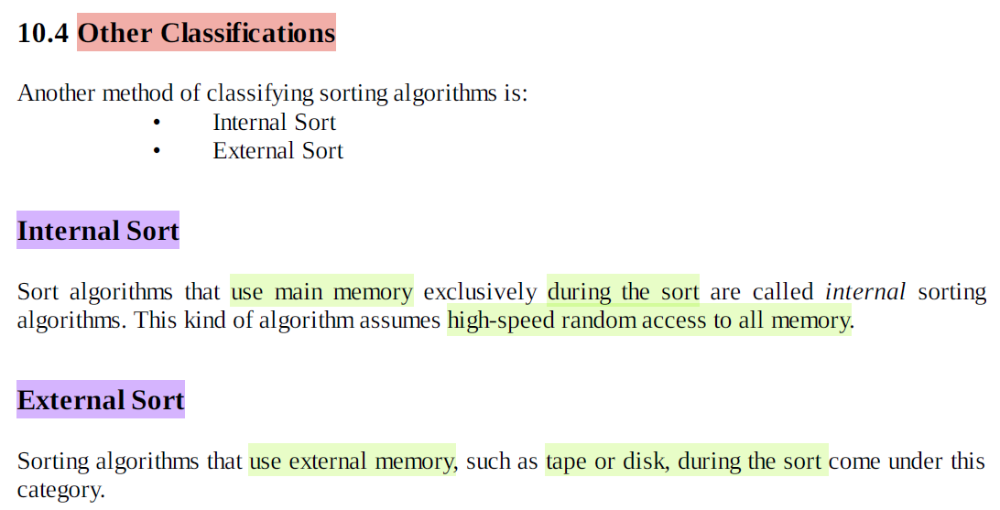 10.4 Other Classifications
Another method of classifying sorting algorithms is:
• Internal Sort
• External Sort
Internal Sort
Sort algorithms that use main memory exclusively during the sort are called internal sorting
algorithms. This kind of algorithm assumes high-speed random access to all memory.
External Sort
Sorting algorithms that use external memory, such as tape or disk, during the sort come under this
category.